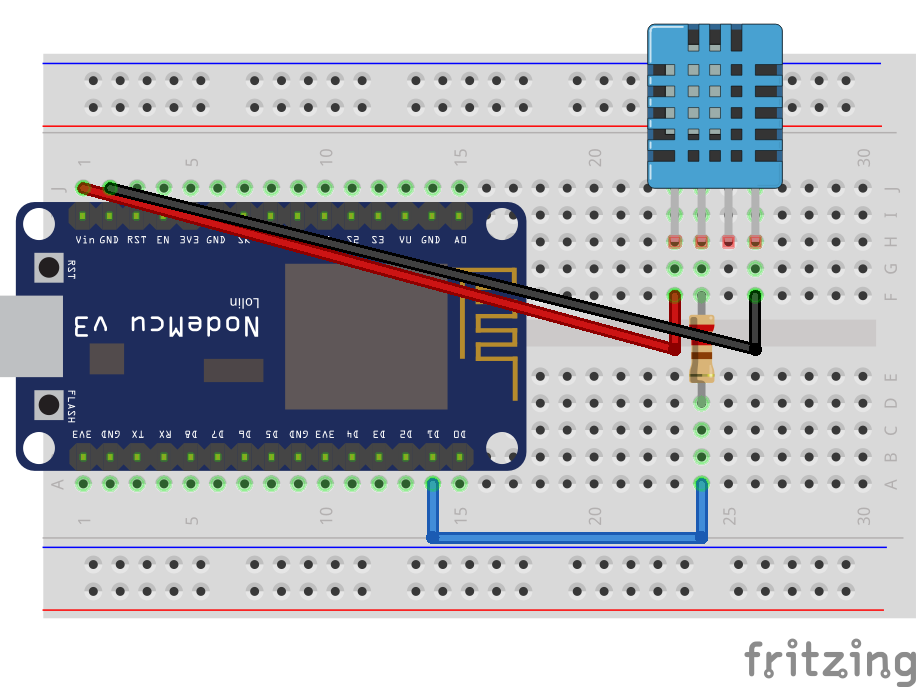 1 5 10 15 20 30
J J
I
Vin GND RST EN 3V3 GND S2 S3 VU GND A0
H
RST
G
F
Lolin
NodeMcu v3
E
FLASH
D
C
3V3 GND TX RX D8 D7 D6 D5 GND 3V3 D4 D3 D2 D1 D0
B
A A
1 5 10 15 20 25 30
fritzing